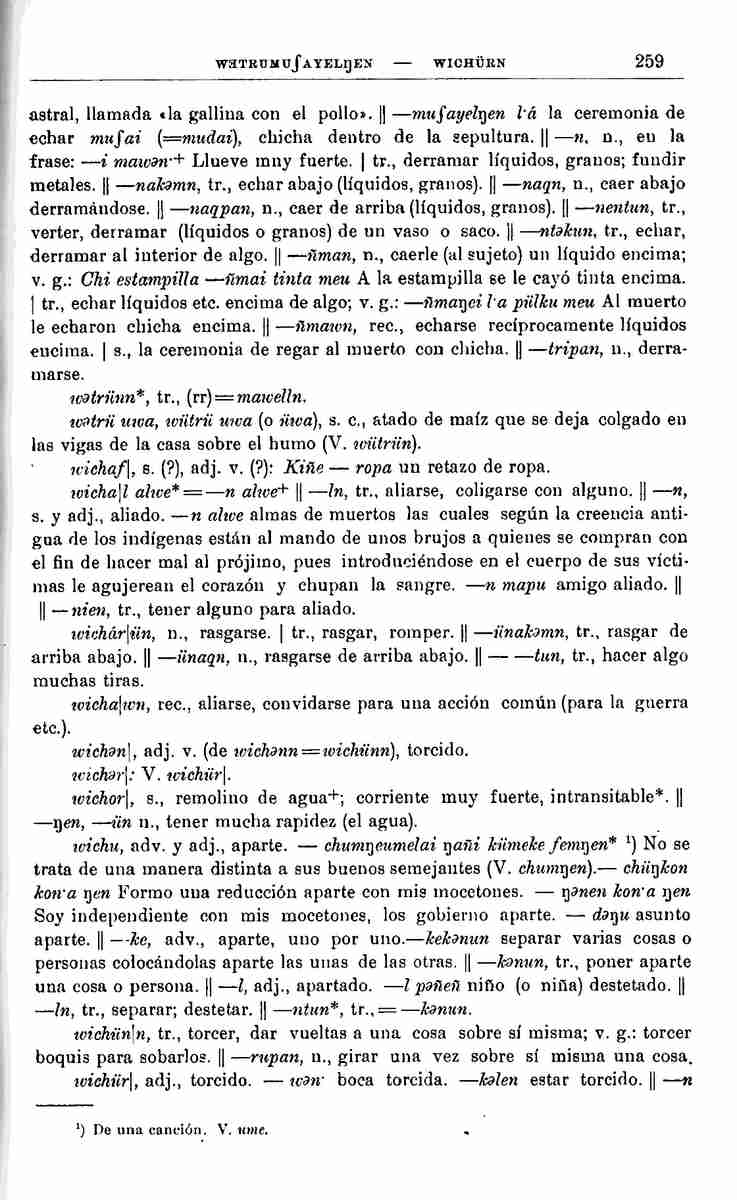 WƏTRUMUʃAYELŊEN — WICHÜRN 259
astral, llamada «la gallina con el pollo». || —muʃayelŋen l·á la ceremonia de
echar muʃai (=mudai), chicha dentro de la sepultura. || —n, n., en la
frase: —i mawən·+ Llueve muy fuerte. | tr., derramar líquidos, granos; fundir
metales. || —nakəmn, tr., echar abajo (líquidos, granos). || —naqn, n., caer abajo
derramándose. || —naqpan, n., caer de arriba (líquidos, granos). || —nentun, tr.,
verter, derramar (líquidos o granos) de un vaso o saco. || —ntəkun, tr., echar,
derramar al interior de algo. || —ñman, n., caerle (al sujeto) un líquido encima;
v. g.: Chi estampilla —ñmai tinta meu A la estampilla se le cayó tinta encima.
| tr., echar líquidos etc. encima de algo; v. g.: —ñmaŋei l·a pülku meu Al muerto
le echaron chicha encima. || —ñmawn, rec., echarse recíprocamente líquidos
encima. | s., la ceremonia de regar al muerto con chicha. || —tripan, n., derra-
marse.
wətrünn*, tr., (rr)=mawelln.
wətrü uwa, wütrü uwa (o üwa), s. c., atado de maíz que se deja colgado en
las vigas de la casa sobre el humo (V. wütrün).
wichaf|, s. (?), adj. v. (?): Kiñe — ropa un retazo de ropa.
wicha|l alwe*=—n alwe+ || —ln, tr., aliarse, coligarse con alguno. || —n,
s. y adj., aliado. —n alwe almas de muertos las cuales según la creencia anti-
gua de los indígenas están al mando de unos brujos a quienes se compran con
el fin de hacer mal al prójimo, pues introduciéndose en el cuerpo de sus vícti-
mas le agujerean el corazón y chupan la sangre. —n mapu amigo aliado. ||
|| —nien, tr., tener alguno para aliado.
wichár|ün, n., rasgarse. | tr., rasgar, romper. || —ünakəmn, tr., rasgar de
arriba abajo. || —ünaqn, n., rasgarse de arriba abajo. || — —tun, tr., hacer algo
muchas tiras.
wicha|wn, rec., aliarse, convidarse para una acción común (para la guerra
etc.).
wichən|, adj. v. (de wichənn=wichünn), torcido.
wichər|: V. wichür|.
wichor|, s., remolino de agua+; corriente muy fuerte, intransitable*. ||
—ŋen, —ün n., tener mucha rapidez (el agua).
wichu, adv. y adj., aparte. — chumŋeumelai ŋañi kümeke femŋen* ¹) No se
trata de una manera distinta a sus buenos semejantes (V. chumŋen).— chüŋkon
kon·a ŋen Formo una reducción aparte con mis mocetones. — ŋənen kon·a ŋen
Soy independiente con mis mocetones, los gobierno aparte. — dəŋu asunto
aparte. || —ke, adv., aparte, uno por uno.—kekənun separar varias cosas o
personas colocándolas aparte las unas de las otras. || —kənun, tr., poner aparte
una cosa o persona. || —l, adj., apartado. —l pəñeñ niño (o niña) destetado. ||
—ln, tr., separar; destetar. || —ntun*, tr.,= —kənun.
wichün|n, tr., torcer, dar vueltas a una cosa sobre sí misma; v. g.: torcer
boquis para sobarlos. || —rupan, n., girar una vez sobre sí misma una cosa.
wichür|, adj., torcido. — wən· boca torcida. —kəlen estar torcido. || —n
¹) De una canción. V. ume.